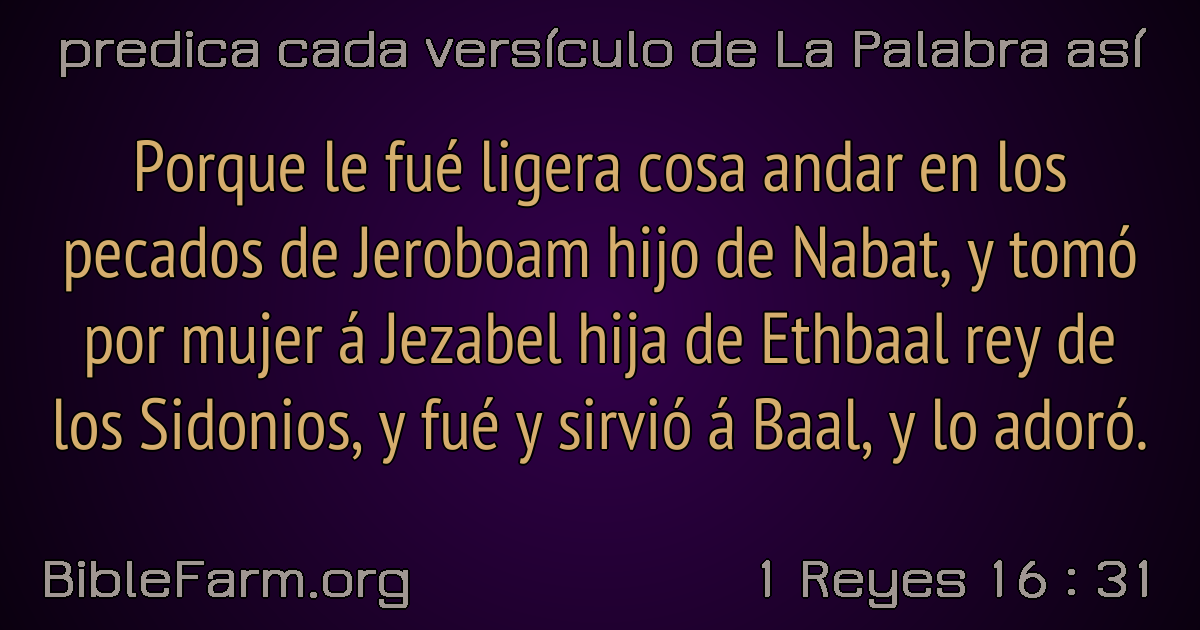 predica cada versículo de La Palabra así
Porque le fué ligera cosa andar en los
pecados de Jeroboam hijo de Nabat, y tomó
por mujer á Jezabel hija de Ethbaal rey de
los Sidonios, y fué y sirvió á Baal, y lo adoró.
BibleFarm.org
1 Reyes 16 : 31